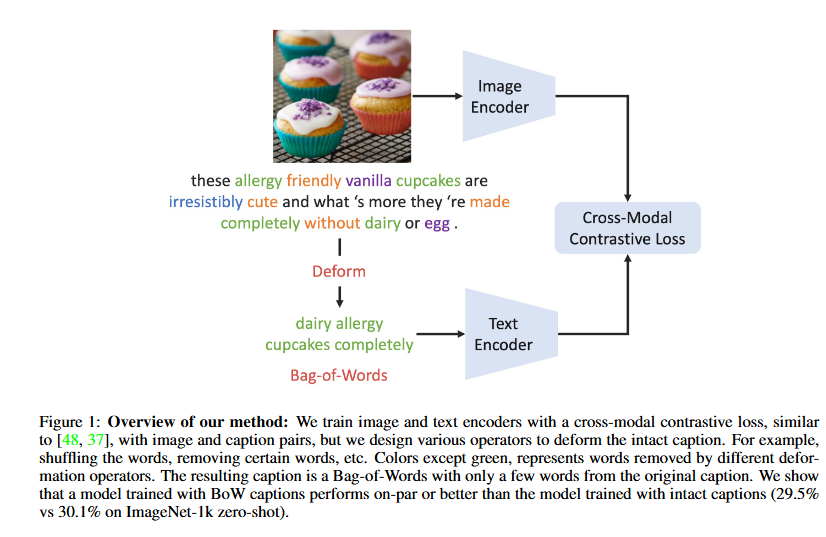 Image
Encoder
these allergy friendly vanilla cupcakes are
irresistibly cute and what ‘s more they ‘re made
completely without dairy or egg .
Cross-Modal
Contrastive Loss
Deform
dairy allergy
cupcakes completely
Text
Encoder
Bag-of-Words
Figure 1: Overview of our method: We train image and text encoders with a cross-modal contrastive loss, similar
to [48, 37], with image and caption pairs, but we design various operators to deform the intact caption. For example,
shuffling the words, removing certain words, etc. Colors except green, represents words removed by different defor-
mation operators. The resulting caption is a Bag-of-Words with only a few words from the original caption. We show
that a model trained with BoW captions performs on-par or better than the model trained with intact captions (29.5%
vs 30.1% on ImageNet-1k zero-shot).